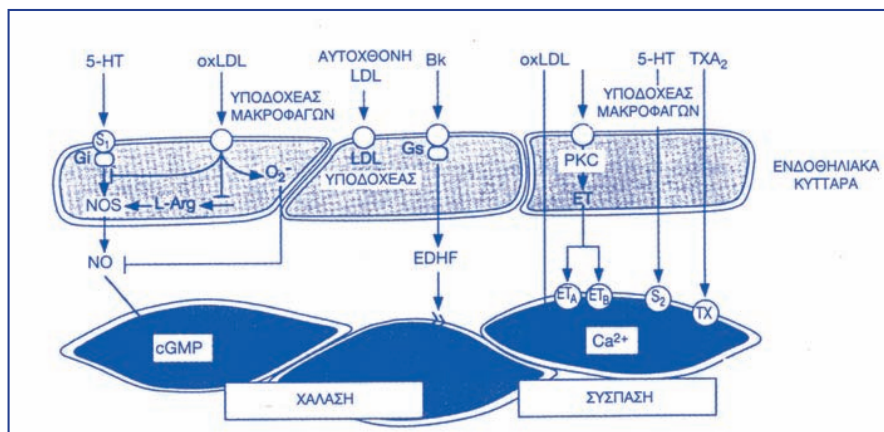 5-HT
oxLDL
ΑΥΤΟΧΘΟΝΗ
LDL
Bk
oxLDL
5-HT
TXA₂
ΥΠΟΔΟΧΕΑΣ
ΜΑΚΡΟΦΑΓΩΝ
ΥΠΟΔΟΧΕΑΣ
ΜΑΚΡΟΦΑΓΩΝ
S₁
Gi
O₂⁻
NOS
L-Arg
LDL
ΥΠΟΔΟΧΕΑΣ
Gs
PKC
ET
ΕΝΔΟΘΗΛΙΑΚΑ
ΚΥΤΤΑΡΑ
NO
EDHF
ETA
ETB
S₂
TX
cGMP
Ca²⁺
ΧΑΛΑΣΗ
ΣΥΣΠΑΣΗ